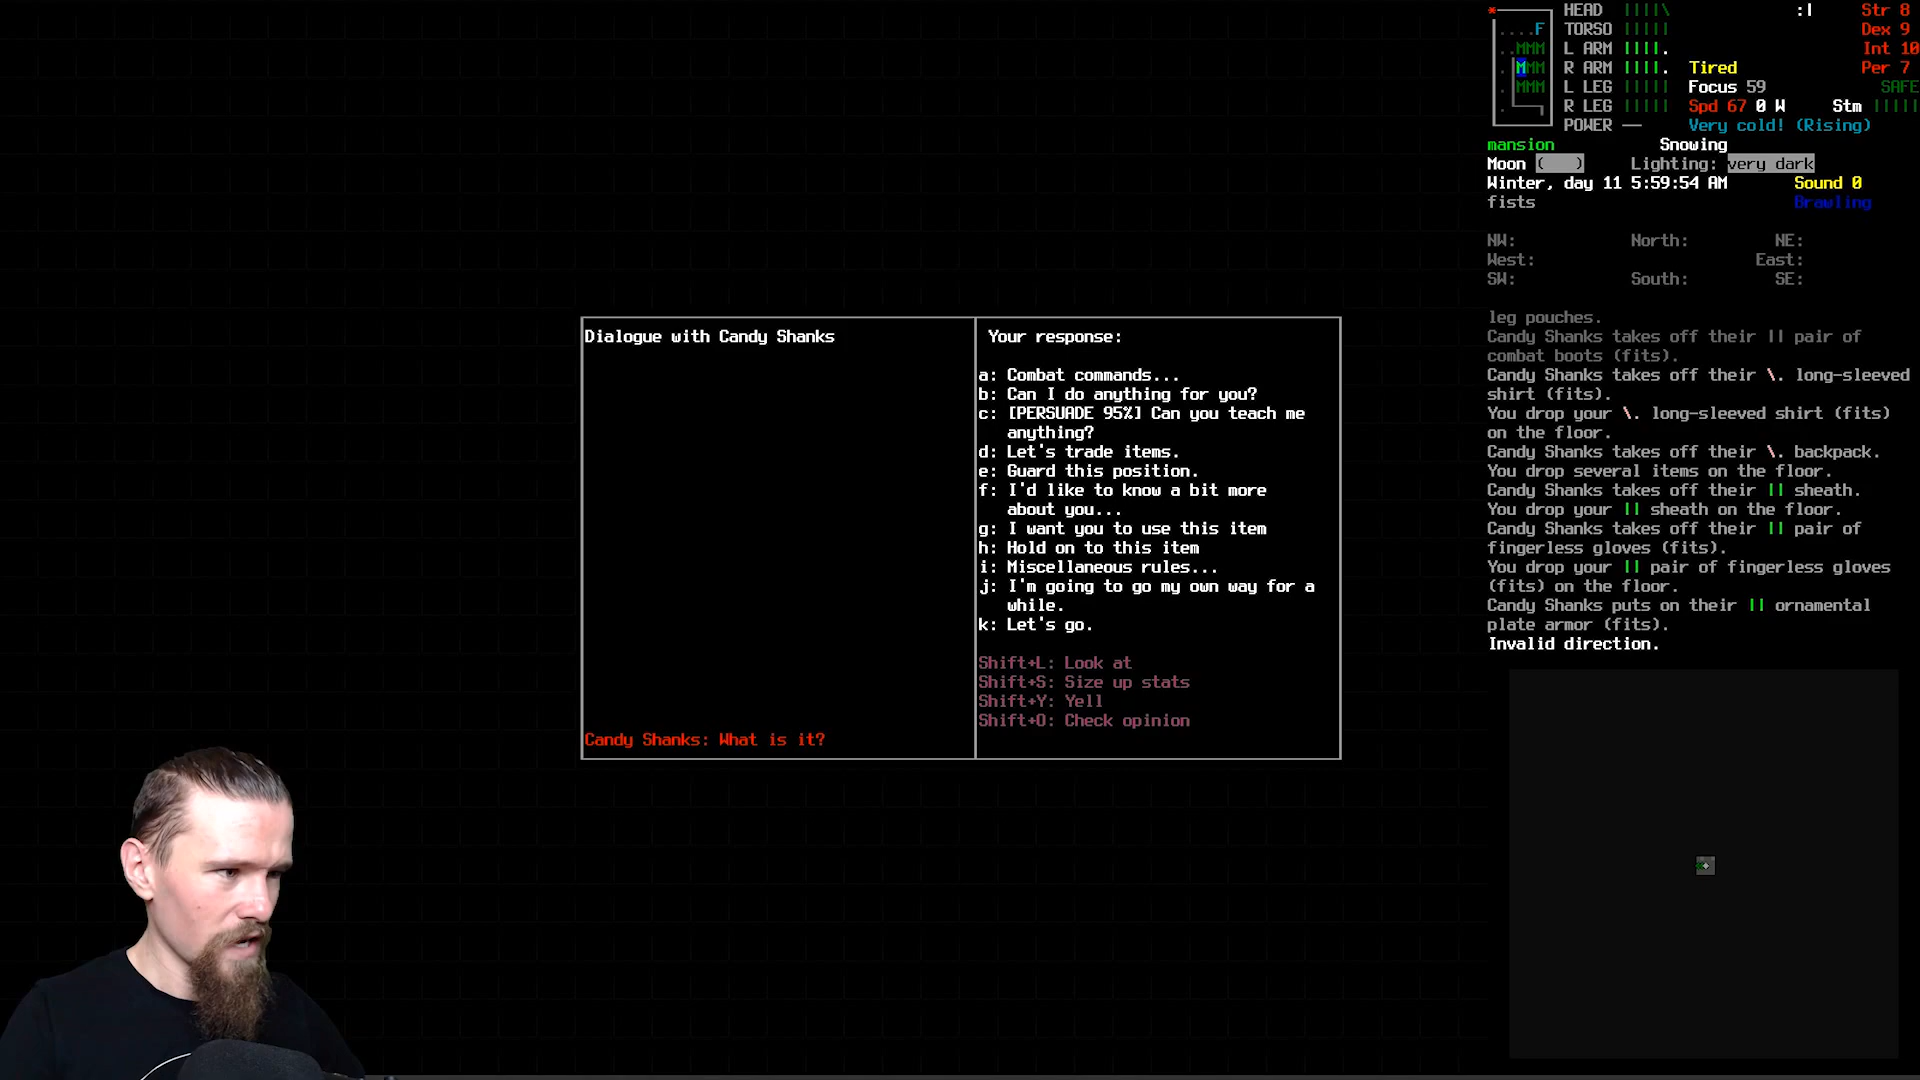 Dialogue with Candy Shanks
Candy Shanks: What is it?
Your response:
a: Combat commands...
b: Can I do anything for you?
c: [PERSUADE 95%] Can you teach me
anything?
d: Let's trade items.
e: Guard this position.
f: I'd like to know a bit more
about you...
g: I want you to use this item
h: Hold on to this item
i: Miscellaneous rules...
j: I'm going to go my own way for a
while.
k: Let's go.
Shift+L: Look at
Shift+S: Size up stats
Shift+Y: Yell
Shift+O: Check opinion
* HEAD ||||\ :| Str 8
....F TORSO ||||| Dex 9
..MMM L ARM ||||. Int 10
. MMM R ARM ||||. Tired Per 7
. MMM L LEG ||||| Focus 59 SAFE
. R LEG ||||| Spd 67 0 W Stm |||||
POWER -- Very cold! (Rising)
mansion Snowing
Moon (   ) Lighting: very dark
Winter, day 11 5:59:54 AM Sound 0
fists Brawling
NW: North: NE:
West: East:
SW: South: SE:
leg pouches.
Candy Shanks takes off their || pair of
combat boots (fits).
Candy Shanks takes off their \. long-sleeved
shirt (fits).
You drop your \. long-sleeved shirt (fits)
on the floor.
Candy Shanks takes off their \. backpack.
You drop several items on the floor.
Candy Shanks takes off their || sheath.
You drop your || sheath on the floor.
Candy Shanks takes off their || pair of
fingerless gloves (fits).
You drop your || pair of fingerless gloves
(fits) on the floor.
Candy Shanks puts on their || ornamental
plate armor (fits).
Invalid direction.